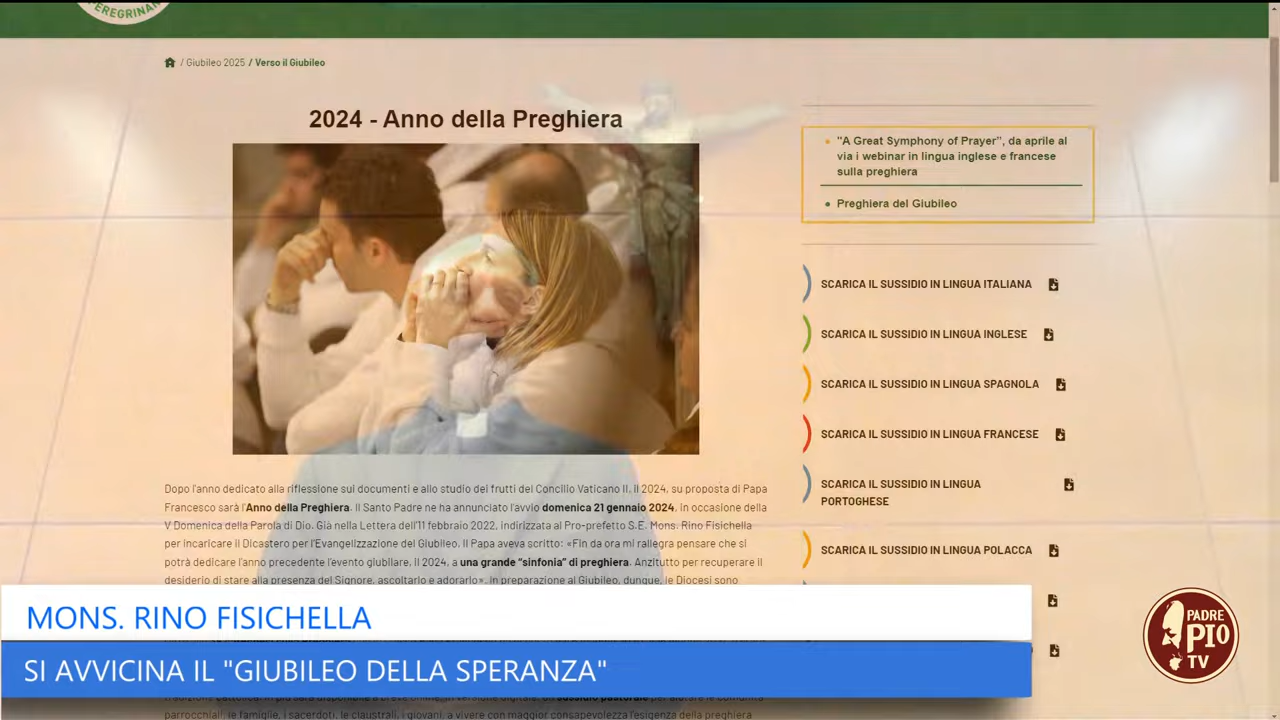 PEREGRINAN
/ Giubileo 2025 / Verso il Giubileo
2024 - Anno della Preghiera
Dopo l'anno dedicato alla riflessione sui documenti e allo studio dei frutti del Concilio Vaticano II, il 2024, su proposta di Papa
Francesco sarà l'Anno della Preghiera. Il Santo Padre ne ha annunciato l'avvio domenica 21 gennaio 2024, in occasione della
V Domenica della Parola di Dio. Già nella Lettera dell'11 febbraio 2022, indirizzata al Pro-prefetto S.E. Mons. Rino Fisichella
per incaricare il Dicastero per l'Evangelizzazione del Giubileo, il Papa aveva scritto: «Fin da ora mi rallegra pensare che si
potrà dedicare l'anno precedente l'evento giubilare, il 2024, a una grande "sinfonia" di preghiera. Anzitutto per recuperare il
desiderio di stare alla presenza del Signore, ascoltarlo e adorarlo». In preparazione al Giubileo, dunque, le Diocesi sono
parrocchiali, le famiglie, i sacerdoti, le claustrali, i giovani, a vivere con maggior consapevolezza l'esigenza della preghiera
"A Great Symphony of Prayer", da aprile al
via i webinar in lingua inglese e francese
sulla preghiera
Preghiera del Giubileo
SCARICA IL SUSSIDIO IN LINGUA ITALIANA
SCARICA IL SUSSIDIO IN LINGUA INGLESE
SCARICA IL SUSSIDIO IN LINGUA SPAGNOLA
SCARICA IL SUSSIDIO IN LINGUA FRANCESE
SCARICA IL SUSSIDIO IN LINGUA
PORTOGHESE
SCARICA IL SUSSIDIO IN LINGUA POLACCA
MONS. RINO FISICHELLA
SI AVVICINA IL "GIUBILEO DELLA SPERANZA"
PADRE
PIO
TV